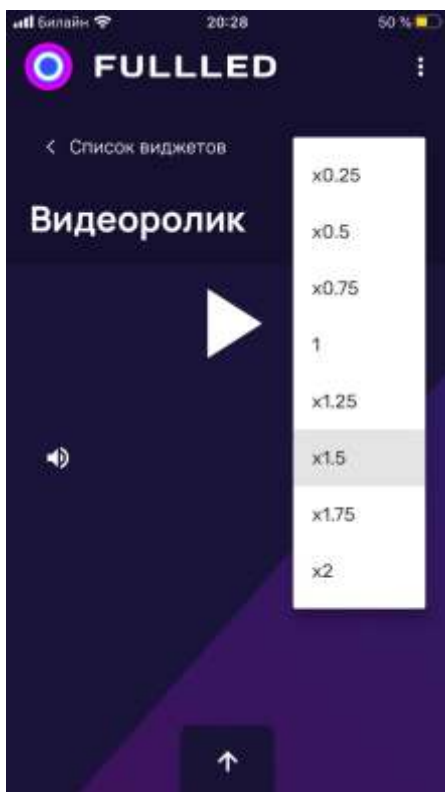 Билайн 20:28 50 %
FULLLED
Список виджетов
Видеоролик
x0.25
x0.5
x0.75
1
x1.25
x1.5
x1.75
x2